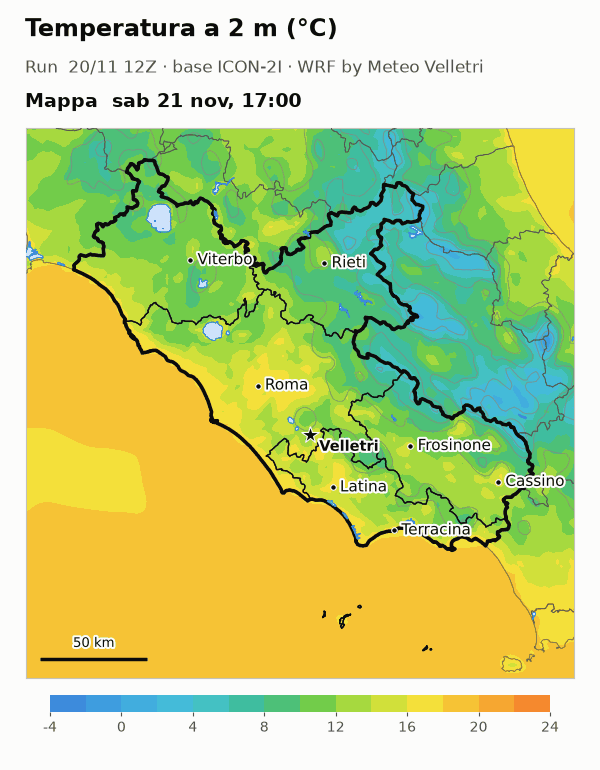 Temperatura a 2 m (°C)
Run  20/11 12Z · base ICON-2I · WRF by Meteo Velletri
Mappa  sab 21 nov, 17:00
Viterbo
Rieti
Roma
Velletri
Frosinone
Latina
Cassino
Terracina
50 km
-4 0 4 8 12 16 20 24